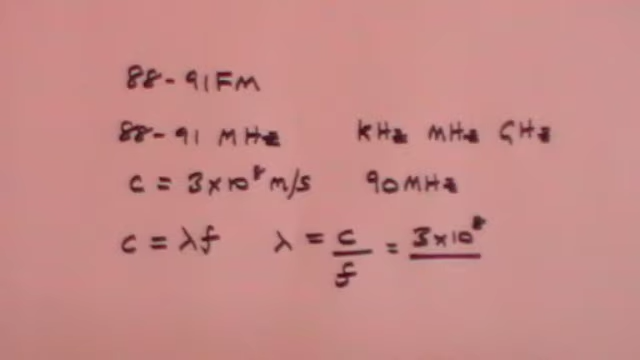 88-91FM
88-91 MHz kHz MHz GHz
c = 3×10⁸ m/s 90MHz
c = λf λ = c/f = 3×10⁸